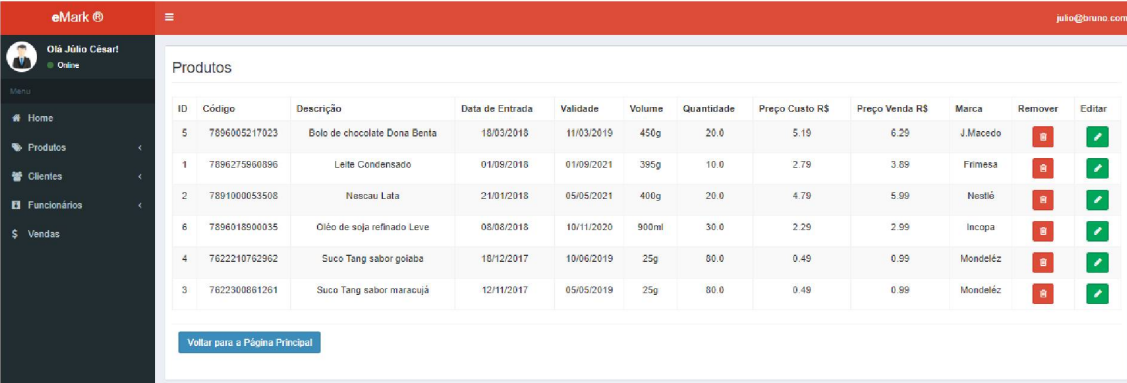 eMark ®
julio@bruno.com
Olá Júlio César!
Online
Menu
Home
Produtos
Clientes
Funcionários
Vendas
Produtos
ID Código Descrição Data de Entrada Validade Volume Quantidade Preço Custo R$ Preço Venda R$ Marca Remover Editar
5 7896005217023 Bolo de chocolate Dona Benta 18/03/2018 11/03/2019 450g 20.0 5.19 6.29 J.Macedo
1 7896275960896 Leite Condensado 01/09/2018 01/09/2021 395g 10.0 2.79 3.89 Frimesa
2 7891000053508 Nescau Lata 21/01/2018 05/05/2021 400g 20.0 4.79 5.99 Nestlé
6 7896018900035 Oléo de soja refinado Leve 08/08/2018 10/11/2020 900ml 30.0 2.29 2.99 Incopa
4 7622210762962 Suco Tang sabor goiaba 18/12/2017 10/06/2019 25g 80.0 0.49 0.99 Mondeléz
3 7622300861261 Suco Tang sabor maracujá 12/11/2017 05/05/2019 25g 80.0 0.49 0.99 Mondeléz
Voltar para a Página Principal